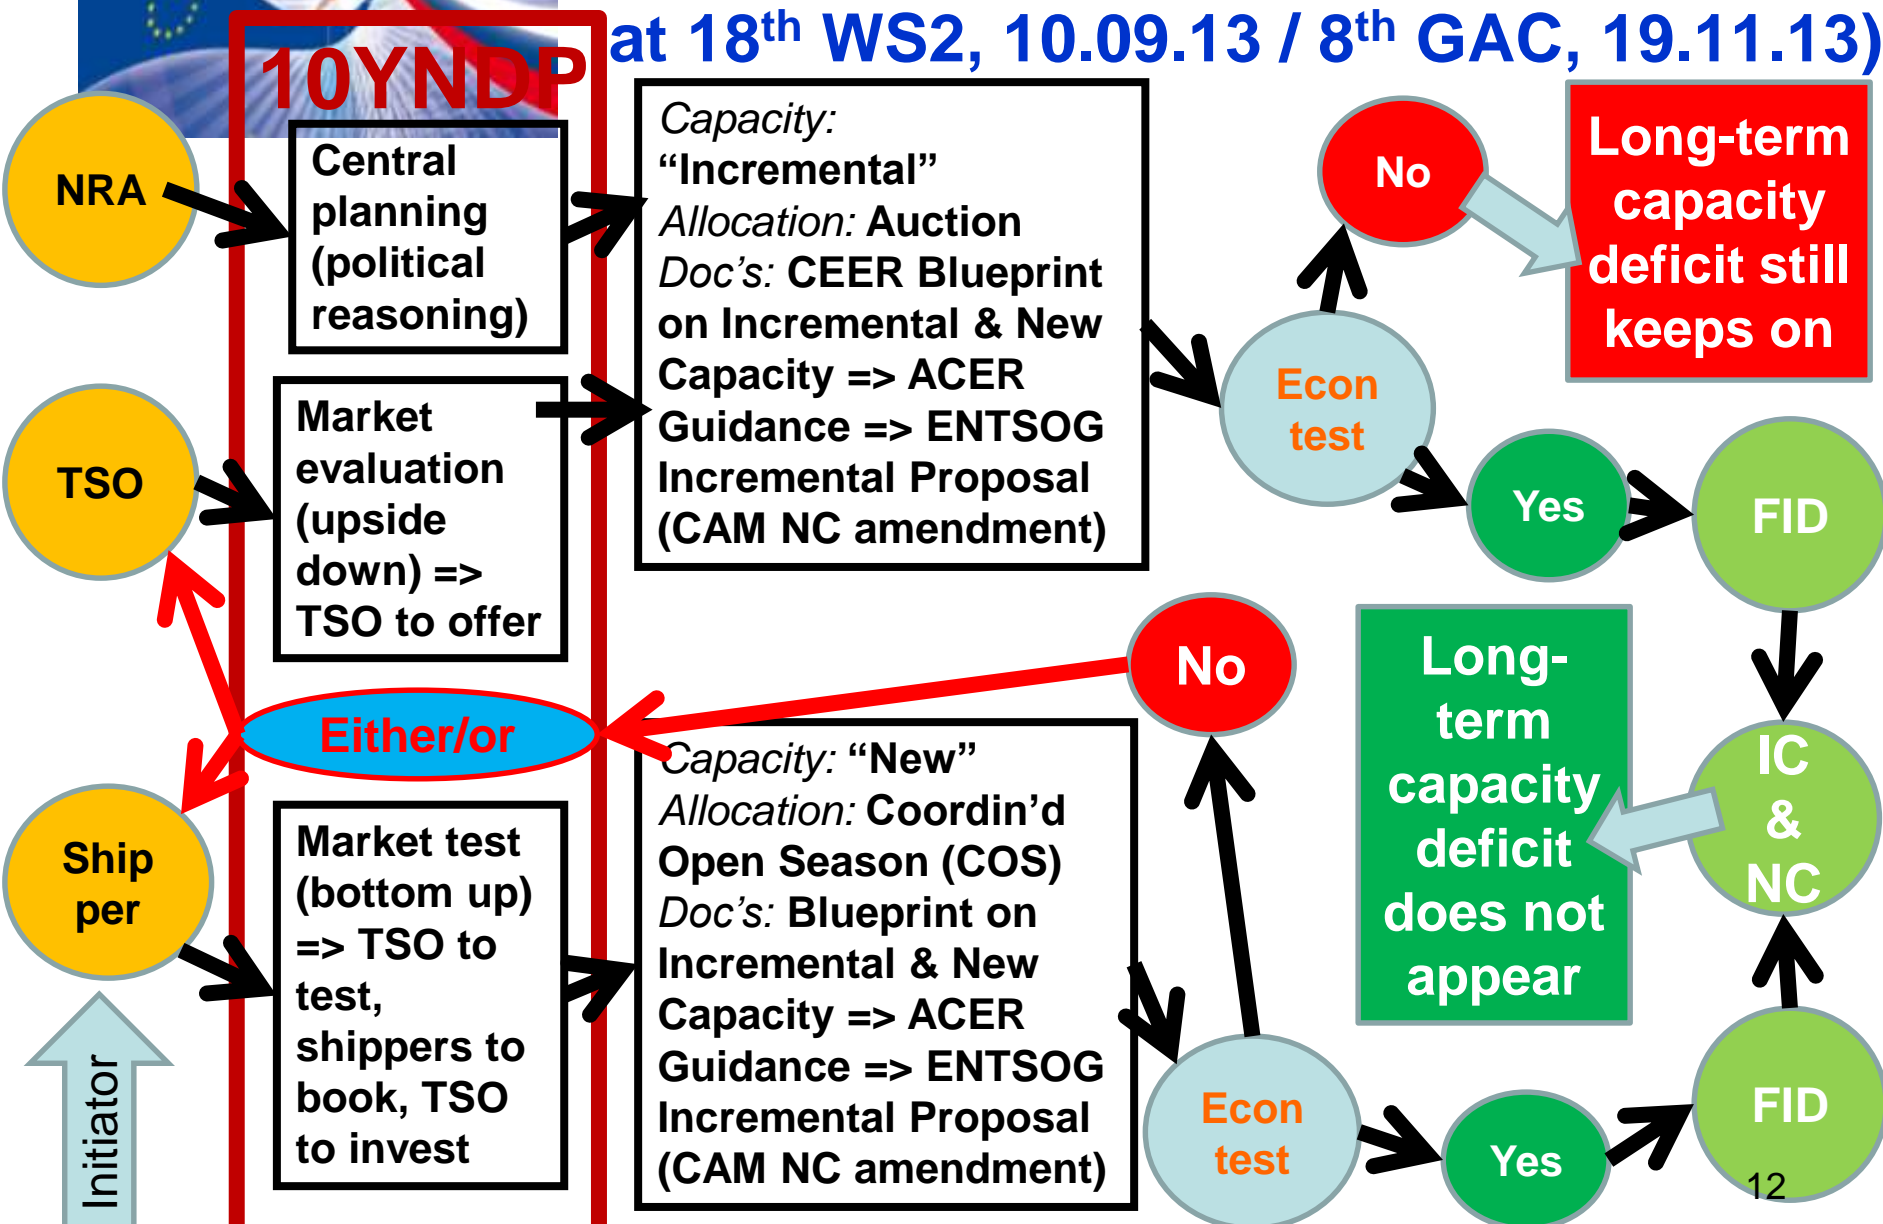 at 18th WS2, 10.09.13 / 8th GAC, 19.11.13)
10YNDP
NRA
Central
planning
(political
reasoning)
Capacity:
“Incremental”
Allocation: Auction
Doc’s: CEER Blueprint
on Incremental & New
Capacity => ACER
Guidance => ENTSOG
Incremental Proposal
(CAM NC amendment)
No
Long-term
capacity
deficit still
keeps on
TSO
Market
evaluation
(upside
down) =>
TSO to offer
Econ
test
Yes
FID
Either/or
No
Long-
term
capacity
deficit
does not
appear
IC
&
NC
Ship
per
Market test
(bottom up)
=> TSO to
test,
shippers to
book, TSO
to invest
Capacity: “New”
Allocation: Coordin’d
Open Season (COS)
Doc’s: Blueprint on
Incremental & New
Capacity => ACER
Guidance => ENTSOG
Incremental Proposal
(CAM NC amendment)
Econ
test
Yes
FID
Initiator
12